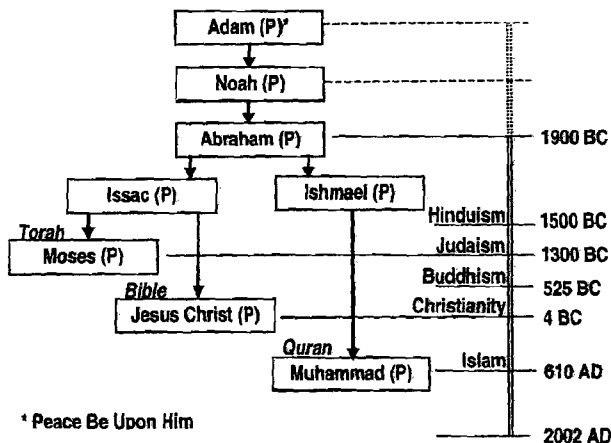 Adam (P)*
Noah (P)
Abraham (P)
1900 BC
Issac (P)
Ishmael (P)
Hinduism
1500 BC
Torah
Moses (P)
Judaism
1300 BC
Buddhism
525 BC
Bible
Jesus Christ (P)
Christianity
4 BC
Quran
Muhammad (P)
Islam
610 AD
* Peace Be Upon Him
2002 AD